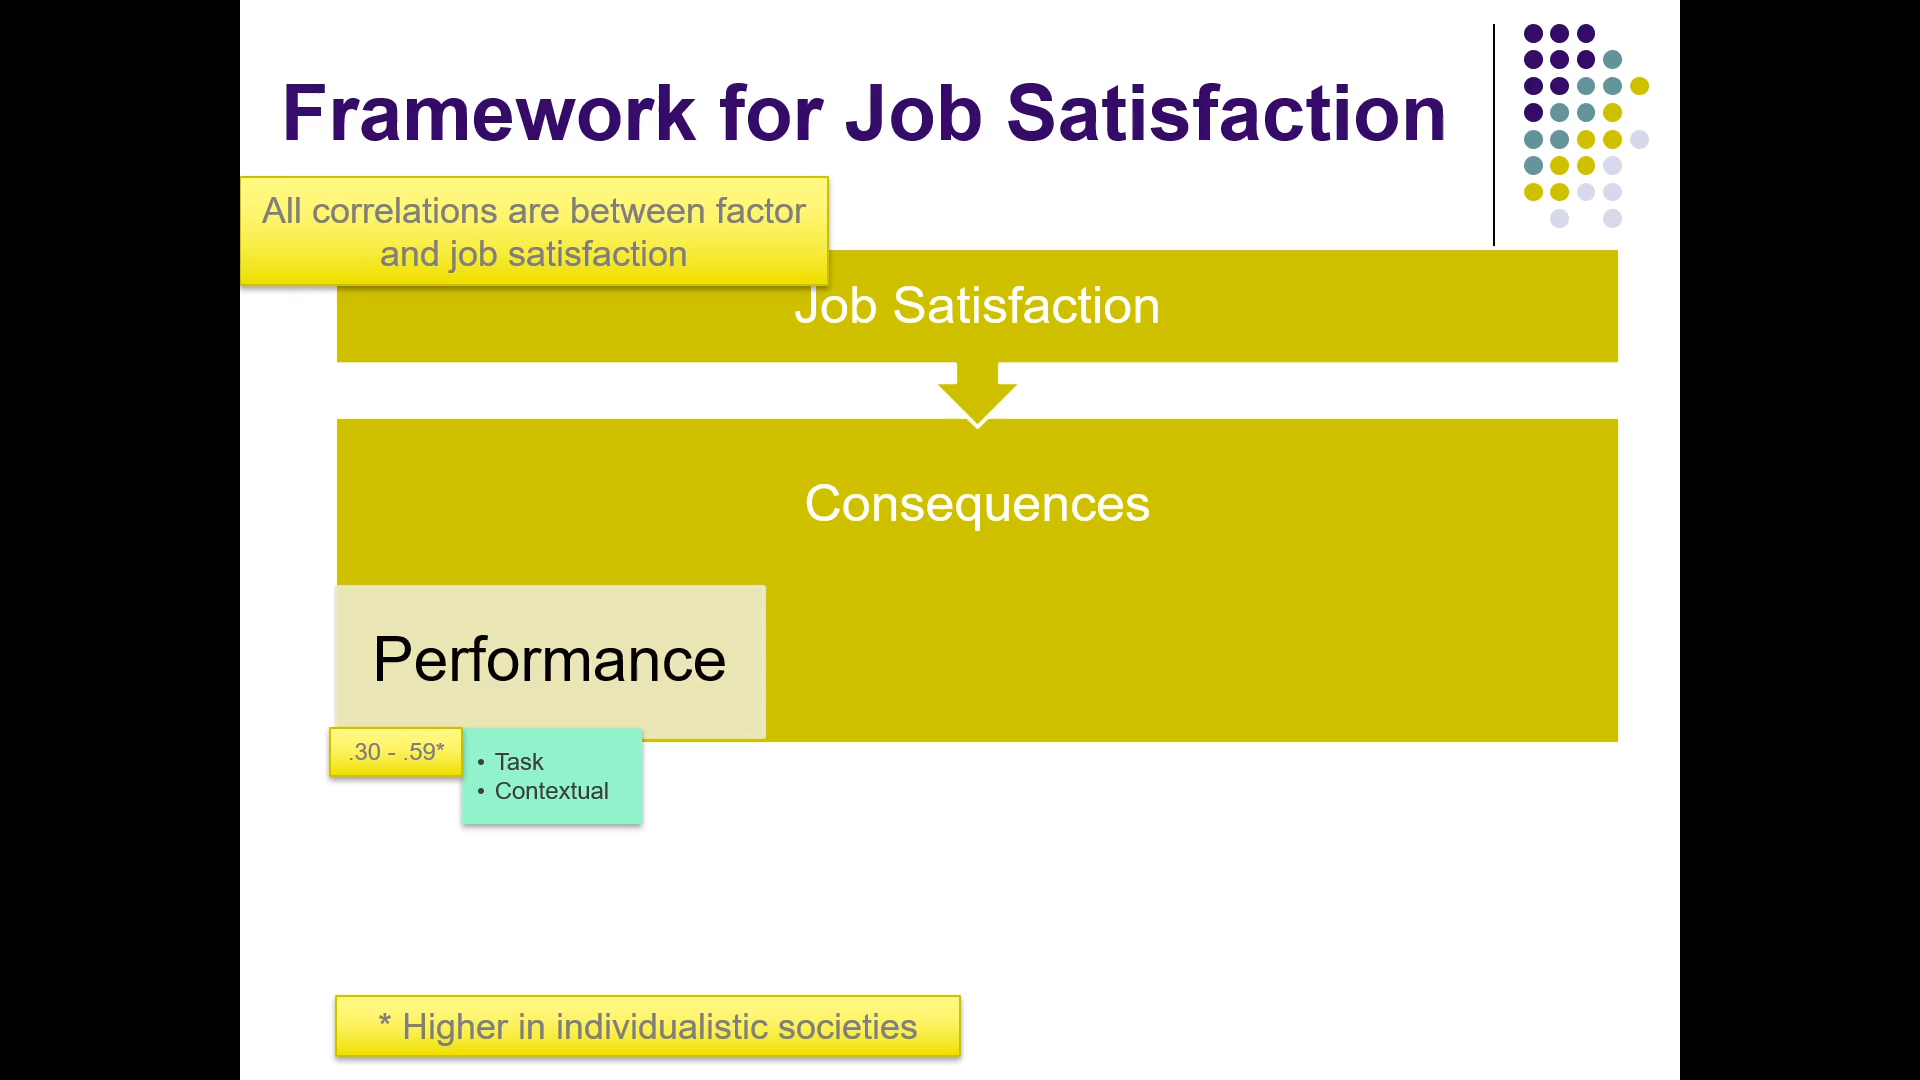 Framework for Job Satisfaction
All correlations are between factor
and job satisfaction
Job Satisfaction
Consequences
Performance
.30 - .59*
• Task
• Contextual
* Higher in individualistic societies